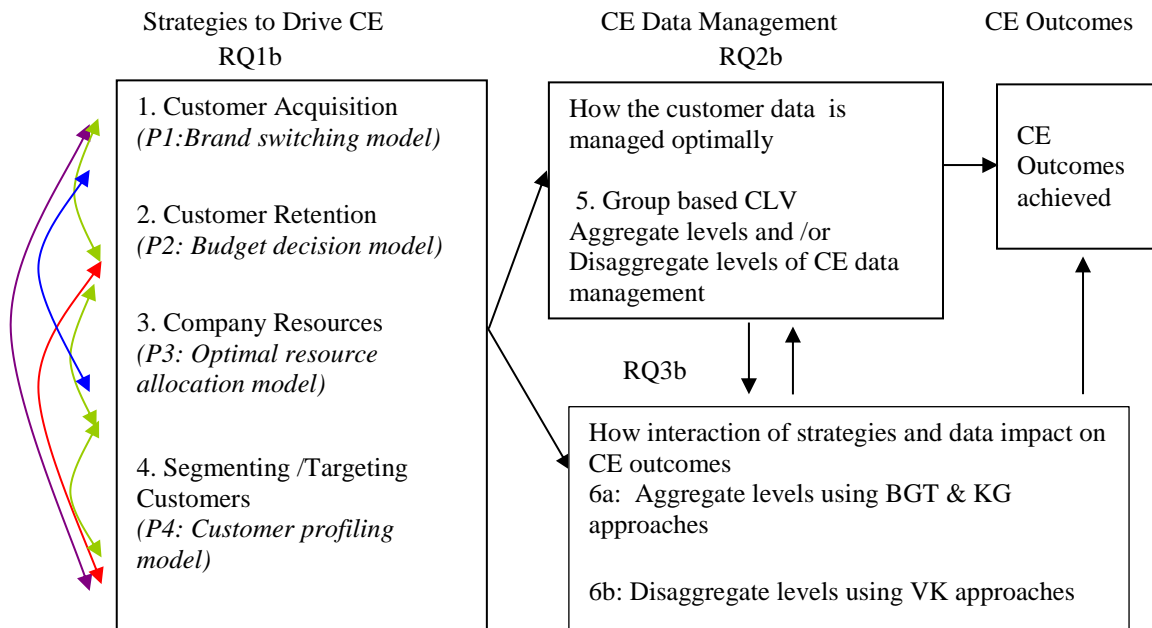 Strategies to Drive CE
RQ1b
CE Data Management
RQ2b
CE Outcomes
1. Customer Acquisition
(P1:Brand switching model)
2. Customer Retention
(P2: Budget decision model)
3. Company Resources
(P3: Optimal resource
allocation model)
4. Segmenting /Targeting
Customers
(P4: Customer profiling
model)
How the customer data is
managed optimally
5. Group based CLV
Aggregate levels and /or
Disaggregate levels of CE data
management
CE
Outcomes
achieved
RQ3b
How interaction of strategies and data impact on
CE outcomes
6a: Aggregate levels using BGT & KG
approaches
6b: Disaggregate levels using VK approaches